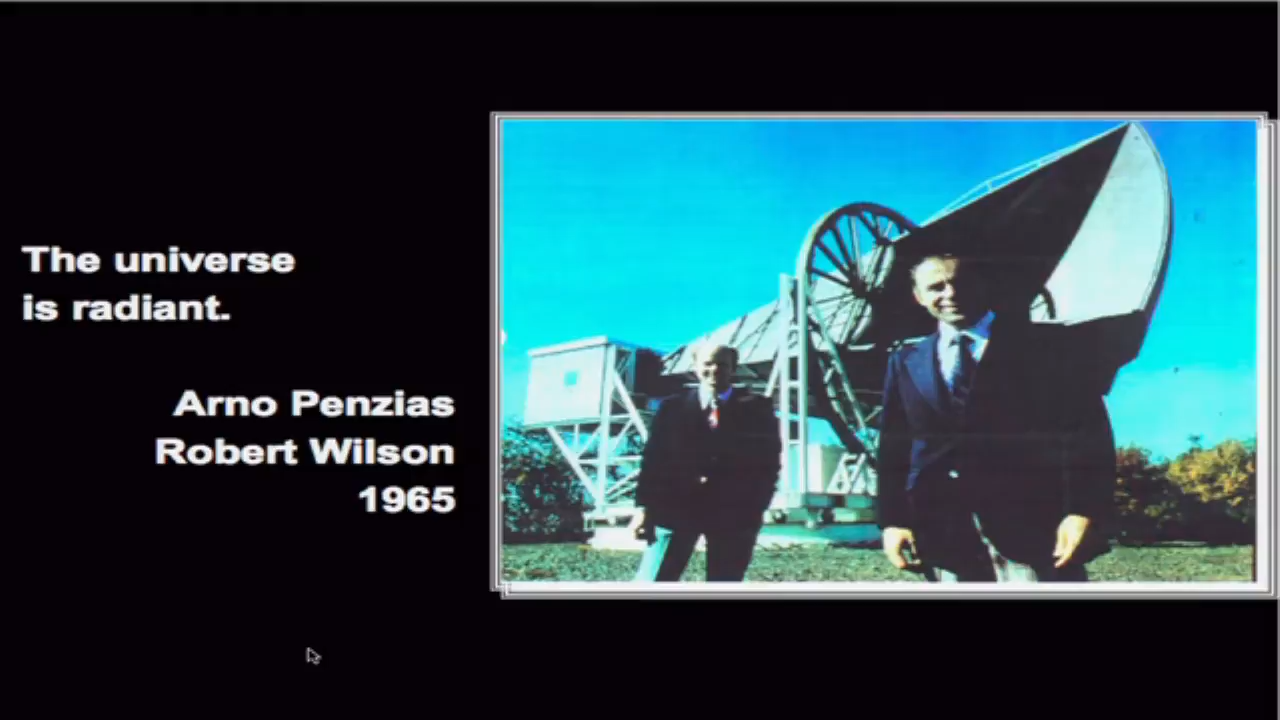 The universe
is radiant.
Arno Penzias
Robert Wilson
1965